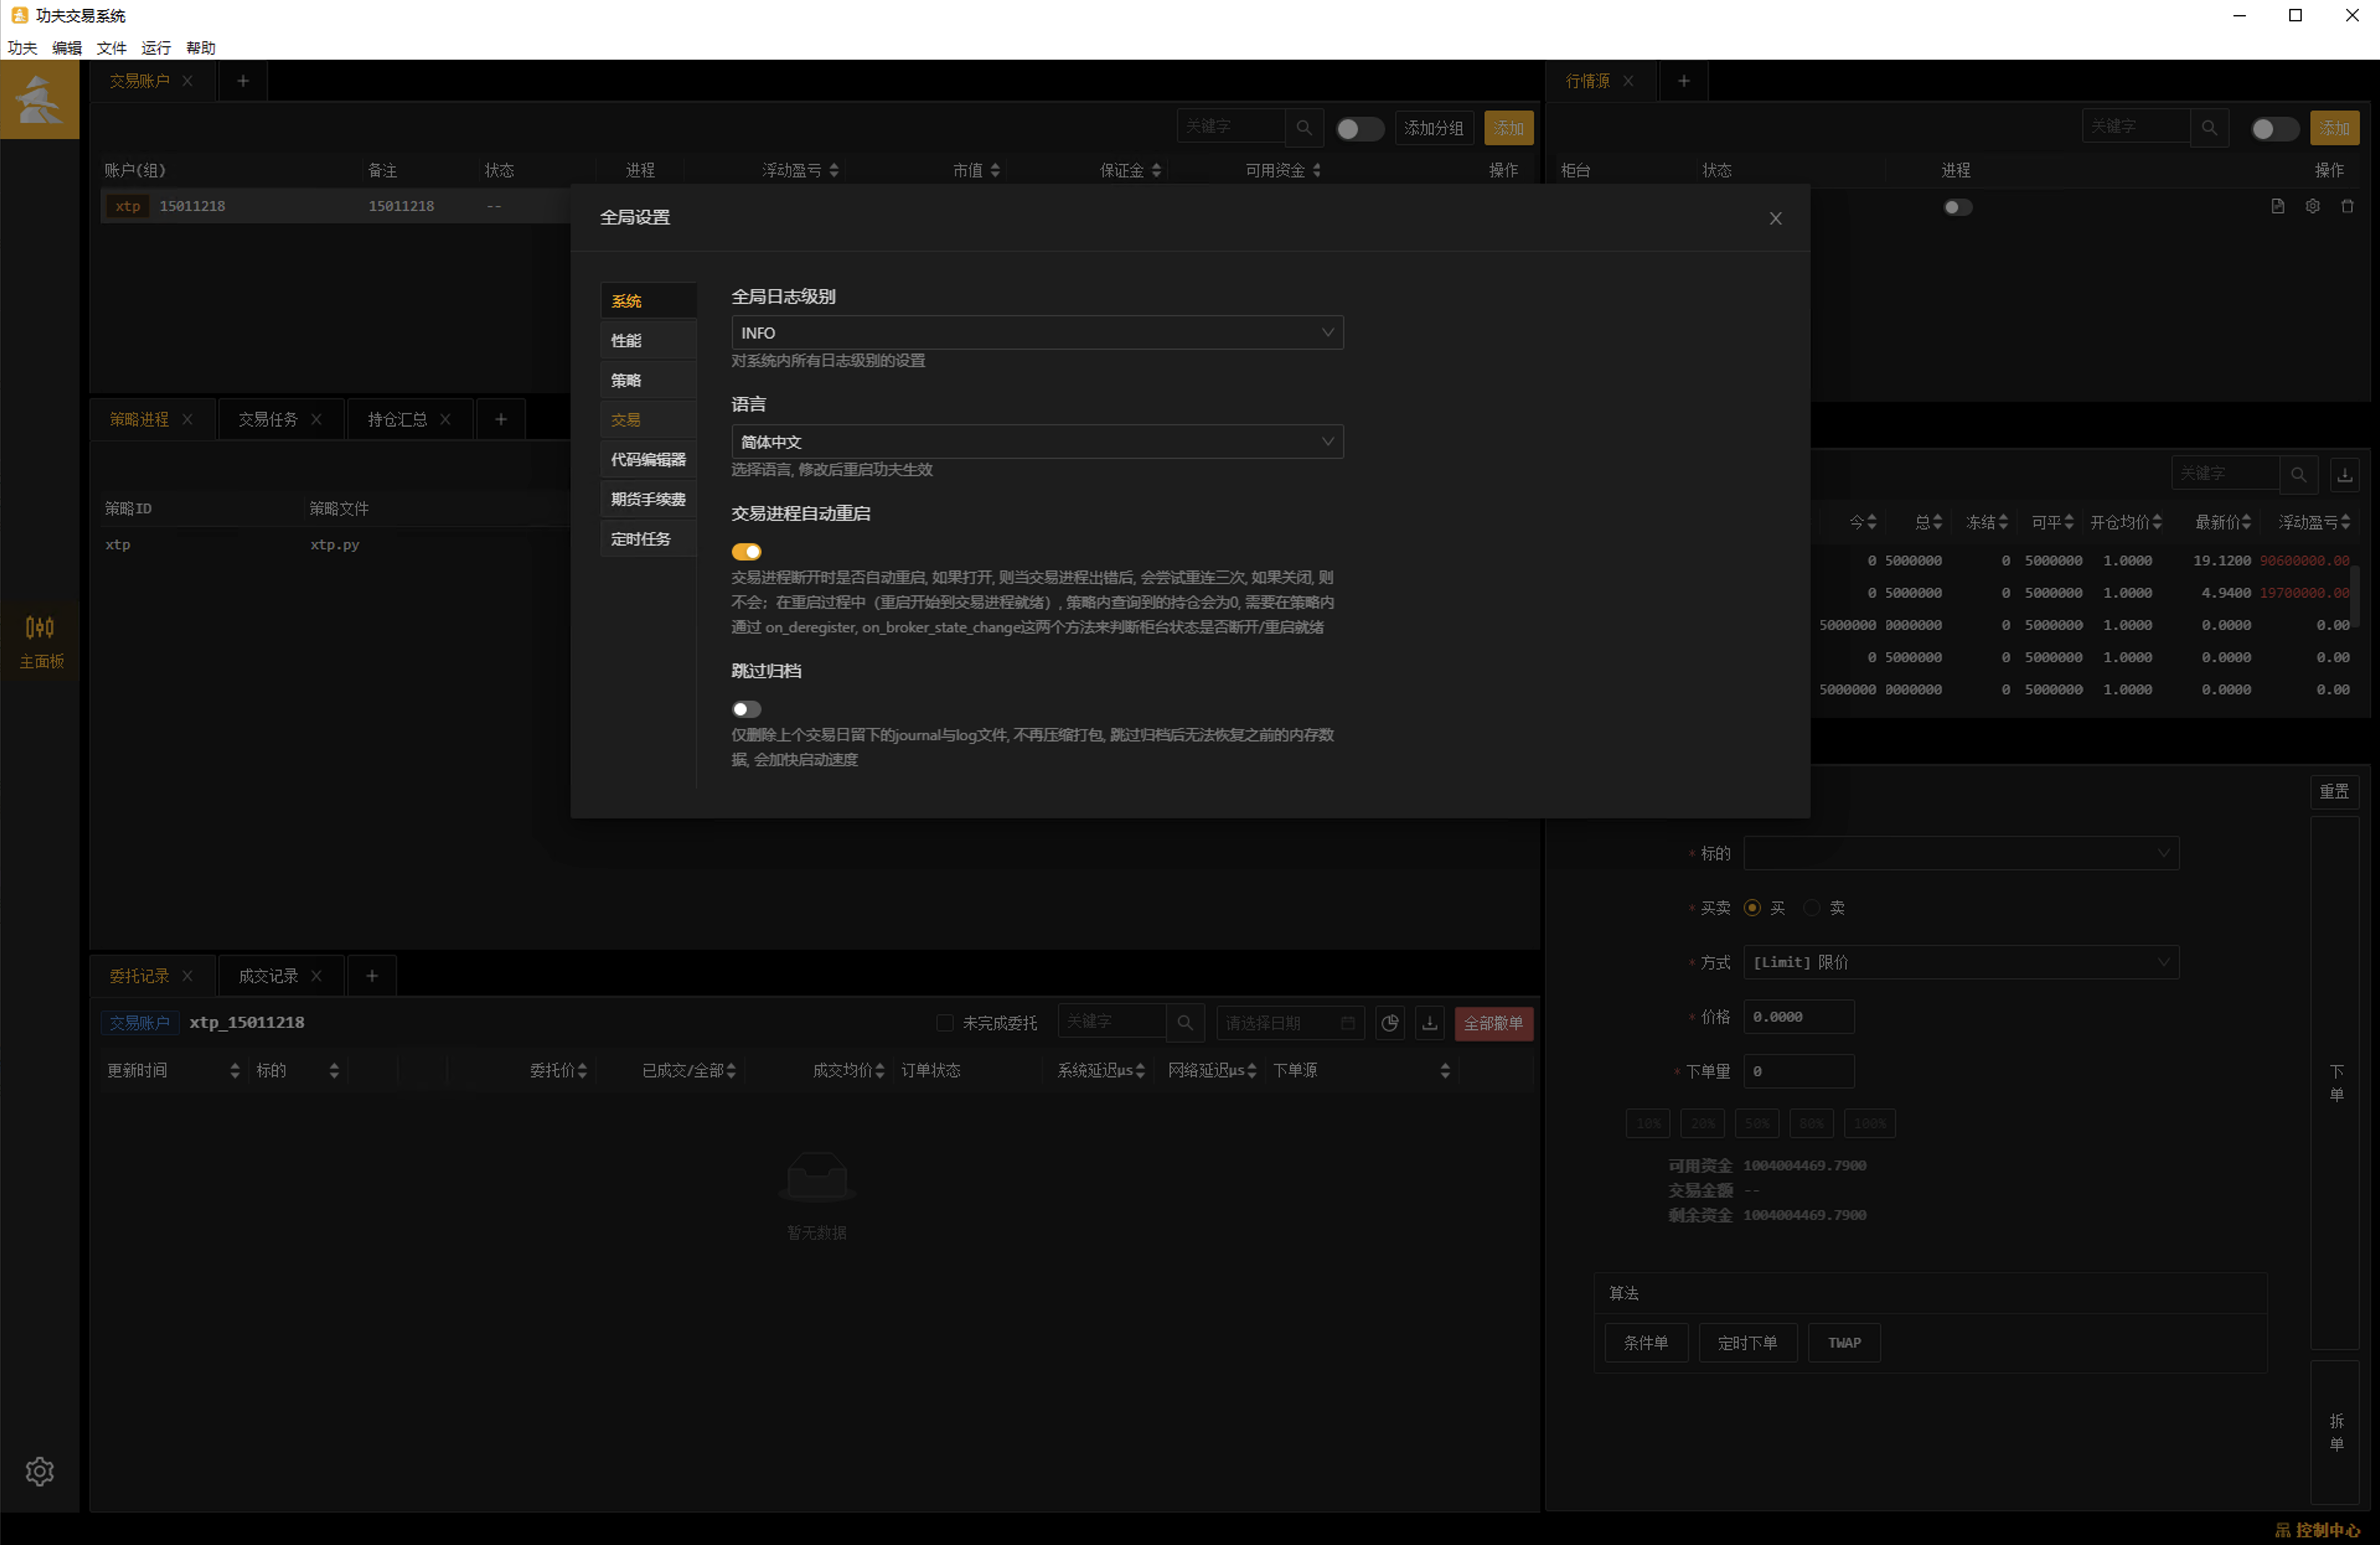 功夫交易系统
功夫 编辑 文件 运行 帮助
交易账户
行情源
关键字 添加分组 添加
关键字 添加
账户(组) 备注 状态 进程 浮动盈亏 市值 保证金 可用资金 操作
柜台 状态 进程 操作
xtp 15011218 15011218 --
全局设置
系统
性能
策略
交易
代码编辑器
期货手续费
定时任务
全局日志级别
INFO
对系统内所有日志级别的设置
语言
简体中文
选择语言, 修改后重启功夫生效
交易进程自动重启
交易进程断开时是否自动重启, 如果打开, 则当交易进程出错后, 会尝试重连三次, 如果关闭, 则
不会；在重启过程中（重启开始到交易进程就绪）, 策略内查询到的持仓会为0, 需要在策略内
通过 on_deregister, on_broker_state_change这两个方法来判断柜台状态是否断开/重启就绪
跳过归档
仅删除上个交易日留下的journal与log文件, 不再压缩打包, 跳过归档后无法恢复之前的内存数
据, 会加快启动速度
策略进程 交易任务 持仓汇总
策略ID 策略文件
xtp xtp.py
主面板
关键字
今 总 冻结 可平 开仓均价 最新价 浮动盈亏
0 5000000 0 5000000 1.0000 19.1200 90600000.00
0 5000000 0 5000000 1.0000 4.9400 19700000.00
5000000 0000000 0 5000000 1.0000 0.0000 0.00
0 5000000 0 5000000 1.0000 0.0000 0.00
5000000 0000000 0 5000000 1.0000 0.0000 0.00
委托记录 成交记录
交易账户 xtp_15011218 未完成委托 关键字 请选择日期 全部撤单
更新时间 标的 委托价 已成交/全部 成交均价 订单状态 系统延迟μs 网络延迟μs 下单源
暂无数据
重置
* 标的
* 买卖 买 卖
* 方式 [Limit] 限价
* 价格 0.0000
* 下单量 0
10% 20% 50% 80% 100%
可用资金 1004004469.7900
交易金额 --
剩余资金 1004004469.7900
算法
条件单 定时下单 TWAP
下单
拆单
控制中心